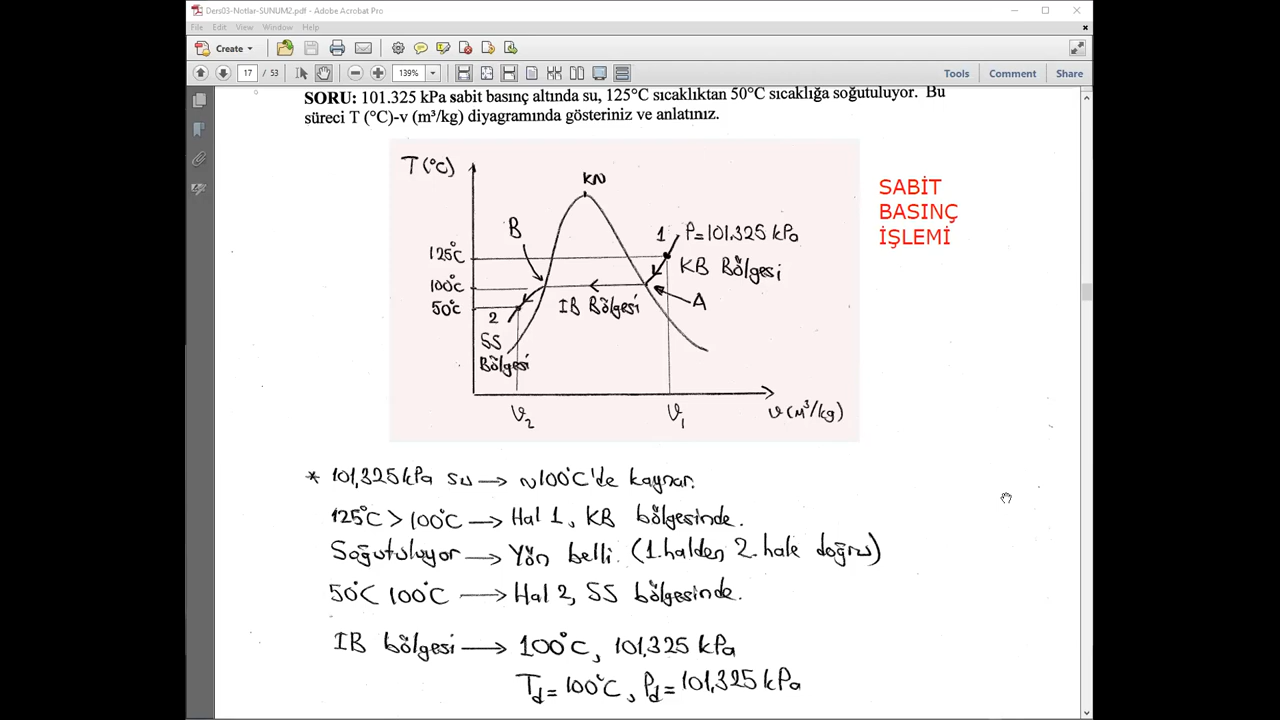 Ders03-Notlar-SUNUM2.pdf - Adobe Acrobat Pro
File Edit View Window Help
Create
17 / 53 139% Tools Comment Share
SORU: 101.325 kPa sabit basınç altında su, 125°C sıcaklıktan 50°C sıcaklığa soğutuluyor. Bu
süreci T (°C)-v (m³/kg) diyagramında gösteriniz ve anlatınız.
T(°C)
KN
SABİT
BASINÇ
İŞLEMİ
B
1 P=101.325 kPa
125°C
KB Bölgesi
100°C
A
50°C
IB Bölgesi
2
SS
Bölgesi
v2
v1
v(m³/kg)
* 101,325 kPa su → ~100°C'de kaynar.
125°C > 100°C → Hal 1, KB bölgesinde.
Soğutuluyor → Yön belli. (1.halden 2.hale doğru)
50°C < 100°C → Hal 2, SS bölgesinde.
IB bölgesi → 100°C, 101,325 kPa
Td = 100°C, Pd = 101,325 kPa